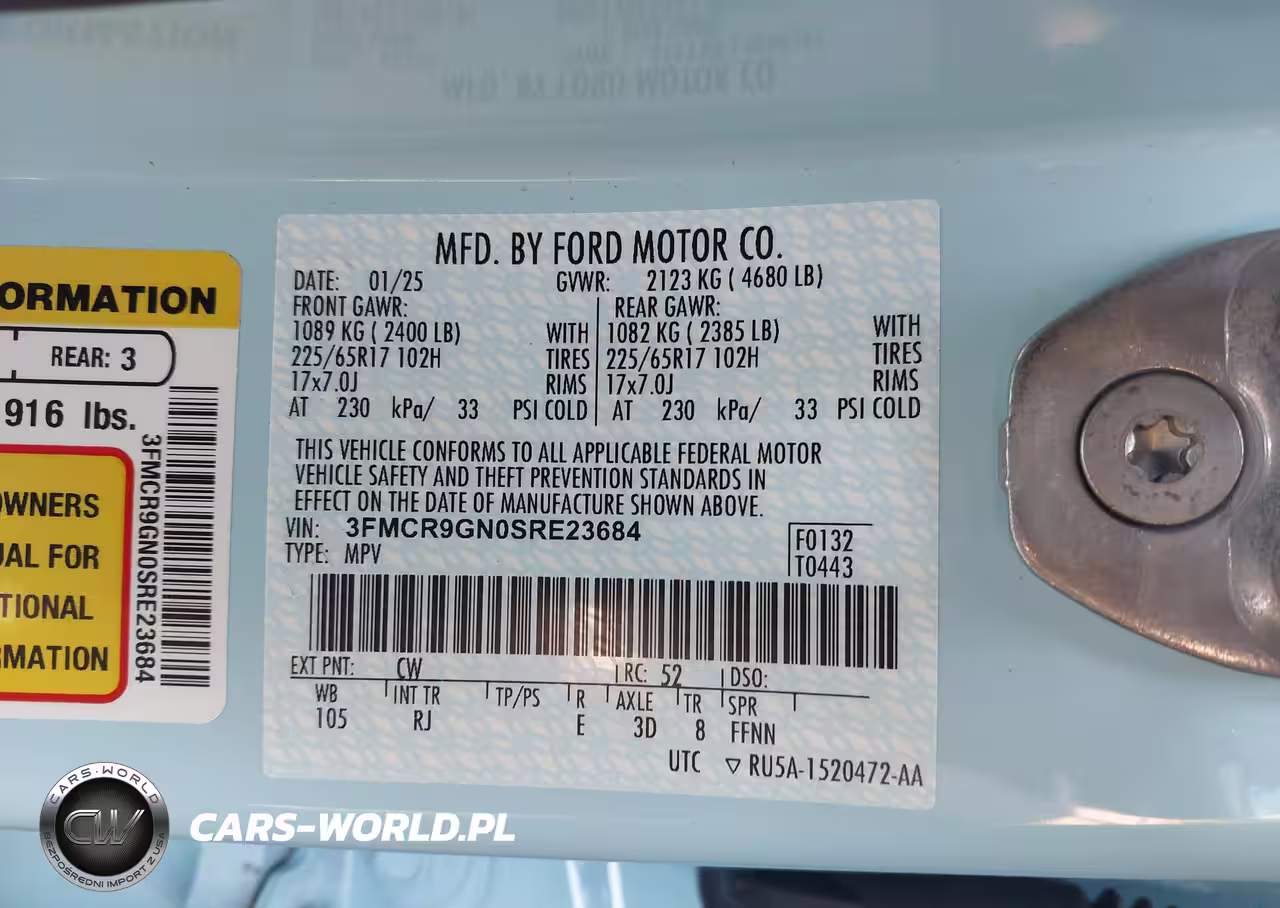 MFD. BY FORD MOTOR CO.
DATE: 01/25 GVWR: 2123 KG ( 4680 LB)
FRONT GAWR: REAR GAWR:
1089 KG ( 2400 LB) WITH 1082 KG ( 2385 LB) WITH
225/65R17 102H TIRES 225/65R17 102H TIRES
17x7.0J RIMS 17x7.0J RIMS
AT 230 kPa/ 33 PSI COLD AT 230 kPa/ 33 PSI COLD
THIS VEHICLE CONFORMS TO ALL APPLICABLE FEDERAL MOTOR
VEHICLE SAFETY AND THEFT PREVENTION STANDARDS IN
EFFECT ON THE DATE OF MANUFACTURE SHOWN ABOVE.
VIN: 3FMCR9GN0SRE23684
TYPE: MPV
F0132
T0443
EXT PNT: CW RC: 52 DSO:
WB INT TR TP/PS R AXLE TR SPR
105 RJ E 3D 8 FFNN
UTC ▽ RU5A-1520472-AA
ORMATION
REAR: 3
916 lbs.
3FMCR9GN0SRE23684
OWNERS
UAL FOR
TIONAL
RMATION
CARS-WORLD
CW
BEZPOŚREDNI IMPORT Z USA
CARS-WORLD.PL